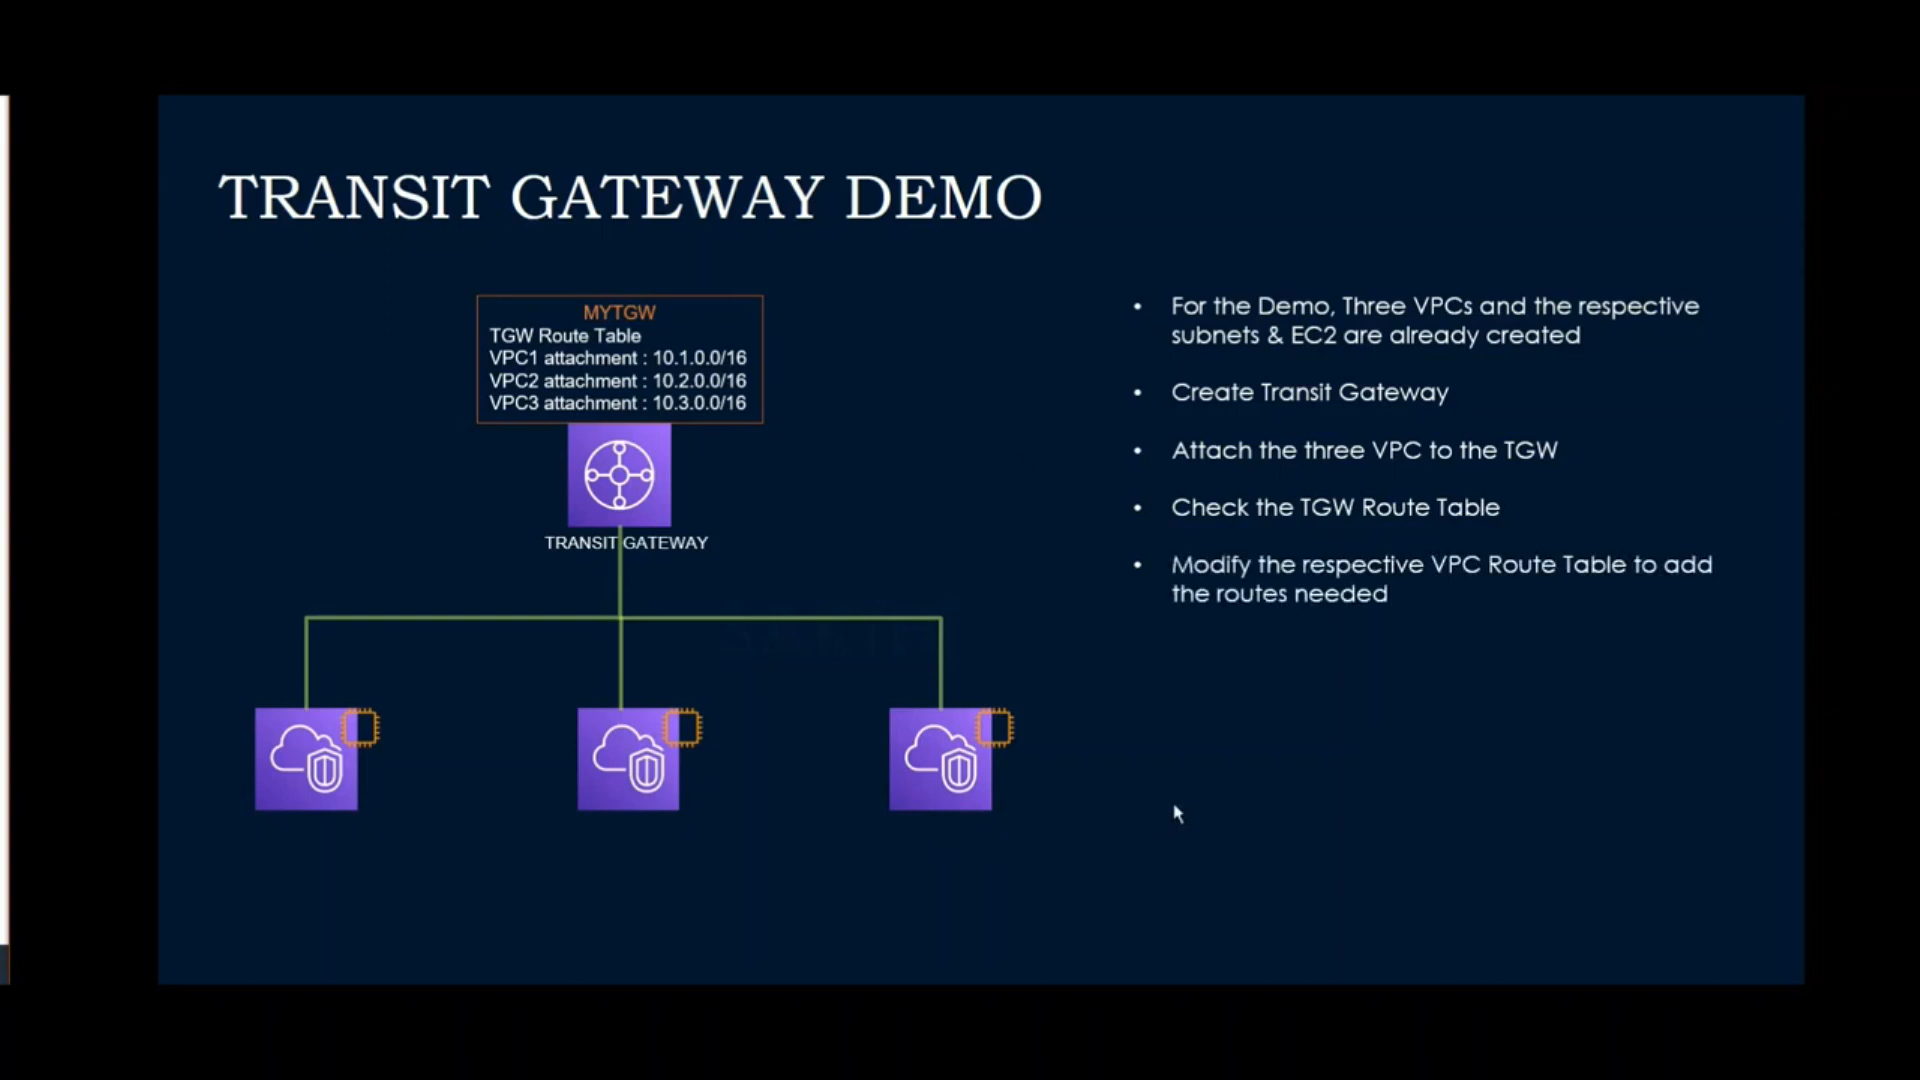 TRANSIT GATEWAY DEMO
MYTGW
TGW Route Table
VPC1 attachment : 10.1.0.0/16
VPC2 attachment : 10.2.0.0/16
VPC3 attachment : 10.3.0.0/16
TRANSIT GATEWAY
• For the Demo, Three VPCs and the respective
subnets & EC2 are already created
• Create Transit Gateway
• Attach the three VPC to the TGW
• Check the TGW Route Table
• Modify the respective VPC Route Table to add
the routes needed